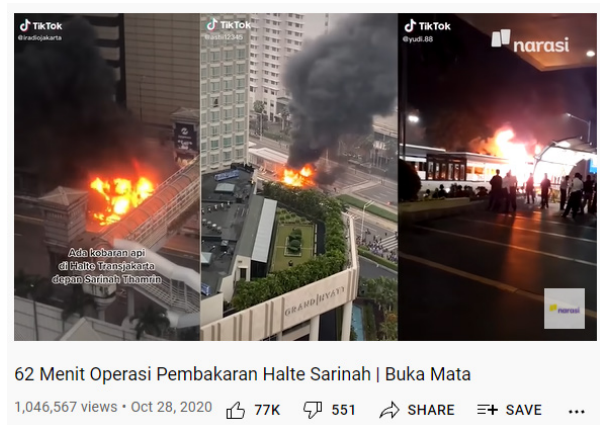 TikTok
@iradiojakarta
TikTok
TikTok
@yudi.88
narasi
Ada kobaran api
di Halte Transjakarta
depan Sarinah Thamrin
GRAND HYATT
narasi
62 Menit Operasi Pembakaran Halte Sarinah | Buka Mata
1,046,567 views • Oct 28, 2020
77K
551
SHARE
SAVE